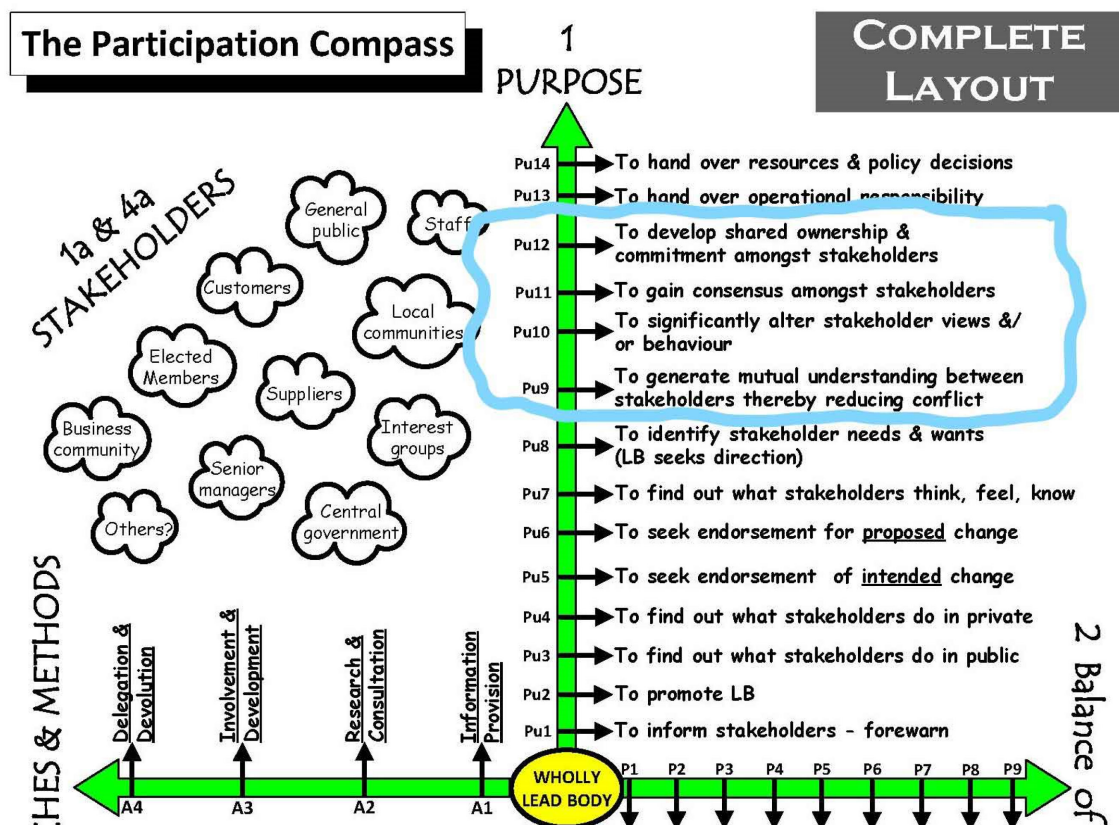 The Participation Compass
1
PURPOSE
COMPLETE
LAYOUT
1a & 4a
STAKEHOLDERS
General
public
Staff
Customers
Local
communities
Elected
Members
Suppliers
Business
community
Interest
groups
Senior
managers
Others?
Central
government
Pu14 To hand over resources & policy decisions
Pu13 To hand over operational responsibility
Pu12 To develop shared ownership &
commitment amongst stakeholders
Pu11 To gain consensus amongst stakeholders
Pu10 To significantly alter stakeholder views &/
or behaviour
Pu9 To generate mutual understanding between
stakeholders thereby reducing conflict
Pu8 To identify stakeholder needs & wants
(LB seeks direction)
Pu7 To find out what stakeholders think, feel, know
Pu6 To seek endorsement for proposed change
Pu5 To seek endorsement of intended change
Pu4 To find out what stakeholders do in private
Pu3 To find out what stakeholders do in public
Pu2 To promote LB
Pu1 To inform stakeholders - forewarn
CHES & METHODS
Delegation &
Devolution
Involvement &
Development
Research &
Consultation
Information
Provision
A4 A3 A2 A1
WHOLLY
LEAD BODY
P1 P2 P3 P4 P5 P6 P7 P8 P9
2 Balance of